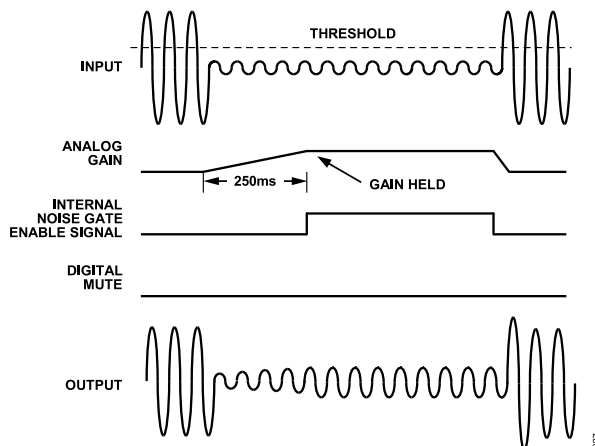 THRESHOLD
INPUT
ANALOG
GAIN
250ms
GAIN HELD
INTERNAL
NOISE GATE
ENABLE SIGNAL
DIGITAL
MUTE
OUTPUT